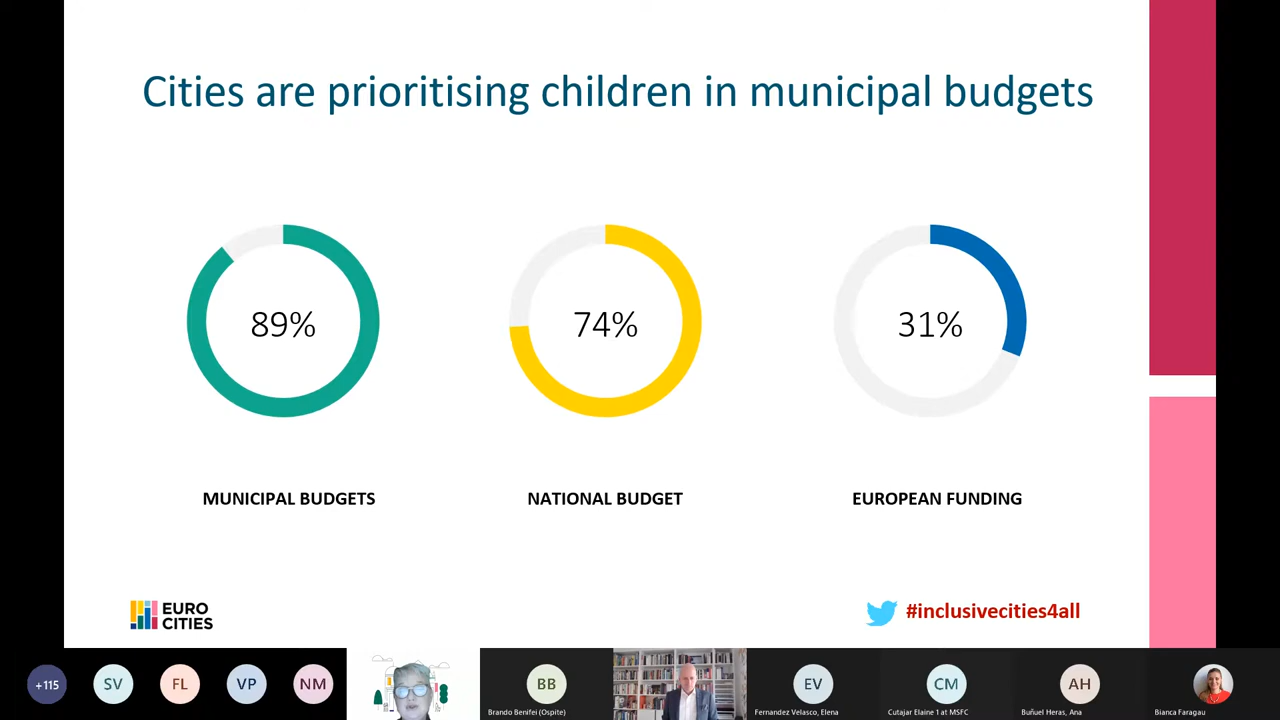 Cities are prioritising children in municipal budgets
89%
74%
31%
MUNICIPAL BUDGETS
NATIONAL BUDGET
EUROPEAN FUNDING
EURO
CITIES
#inclusivecities4all
+115
SV
FL
VP
NM
BB
Brando Benifei (Ospite)
EV
Fernandez Velasco, Elena
CM
Cutajar Elaine 1 at MSFC
AH
Buñuel Heras, Ana
Bianca Faragau